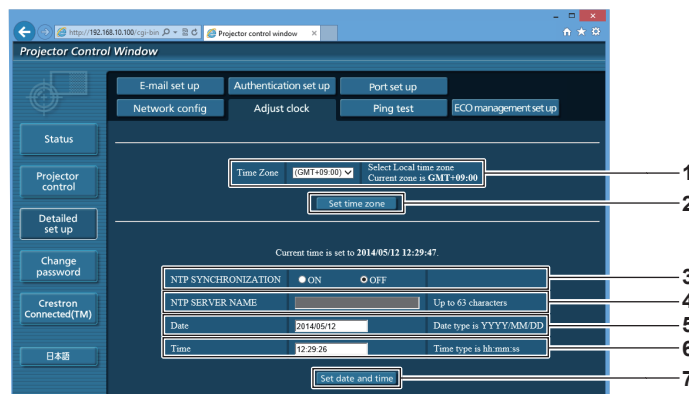 http://192.168.10.100/cgi-bin
Projector control window
Projector Control Window
E-mail set up
Authentication set up
Port set up
Network config
Adjust clock
Ping test
ECO management set up
Status
Projector control
Detailed set up
Change password
Crestron Connected(TM)
日本語
Time Zone (GMT+09:00) Select Local time zone
Current zone is GMT+09:00
1
Set time zone
2
Current time is set to 2014/05/12 12:29:47.
NTP SYNCHRONIZATION ON OFF
3
NTP SERVER NAME Up to 63 characters
4
Date 2014/05/12 Date type is YYYY/MM/DD
5
Time 12:29:26 Time type is hh:mm:ss
6
Set date and time
7